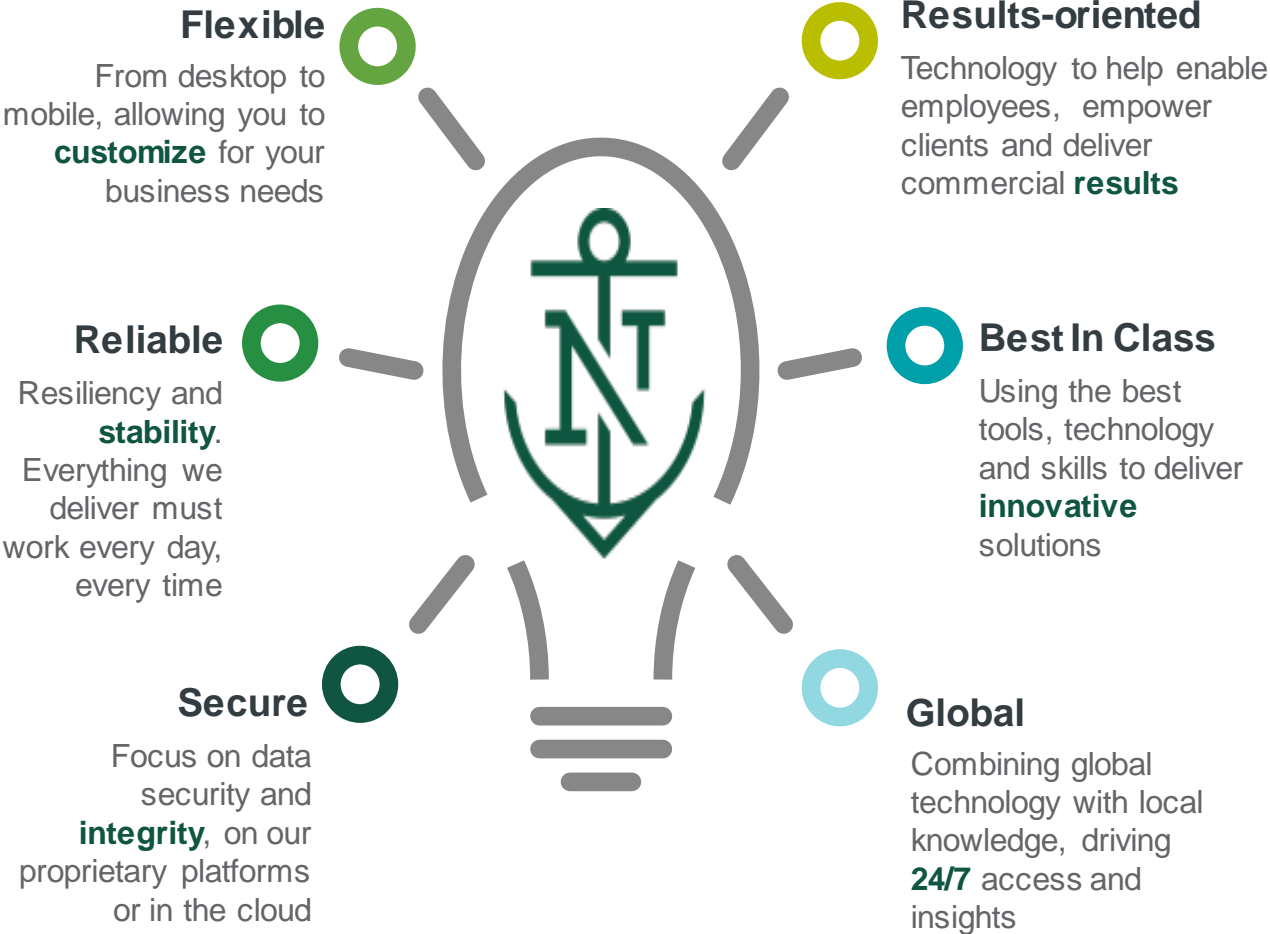 Flexible
From desktop to
mobile, allowing you to
customize for your
business needs
Reliable
Resiliency and
stability.
Everything we
deliver must
work every day,
every time
Secure
Focus on data
security and
integrity, on our
proprietary platforms
or in the cloud
NT
Results-oriented
Technology to help enable
employees, empower
clients and deliver
commercial results
Best In Class
Using the best
tools, technology
and skills to deliver
innovative
solutions
Global
Combining global
technology with local
knowledge, driving
24/7 access and
insights